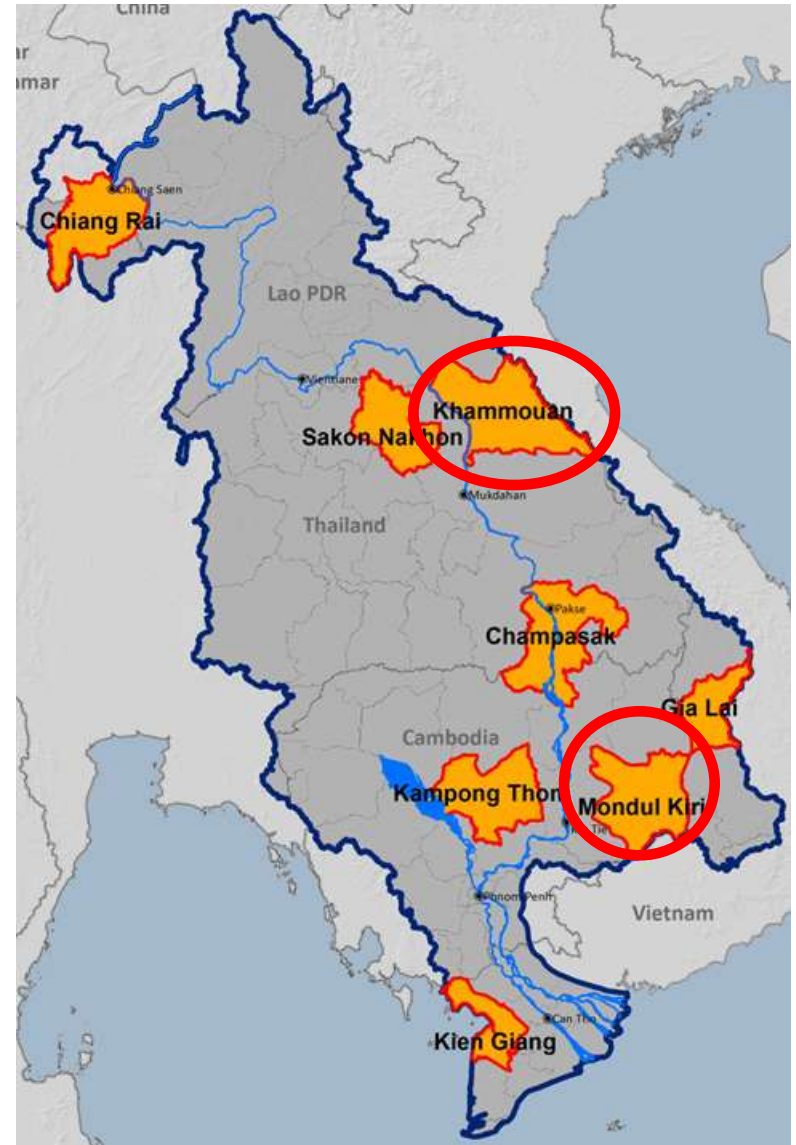 China
Chiang Saen
Chiang Rai
Lao PDR
Vientiane
Khammouan
Sakon Nakhon
Mukdahan
Thailand
Pakse
Champasak
Gia Lai
Cambodia
Kampong Thom
Mondul Kiri
Phnom Penh
Vietnam
Can Tho
Kien Giang